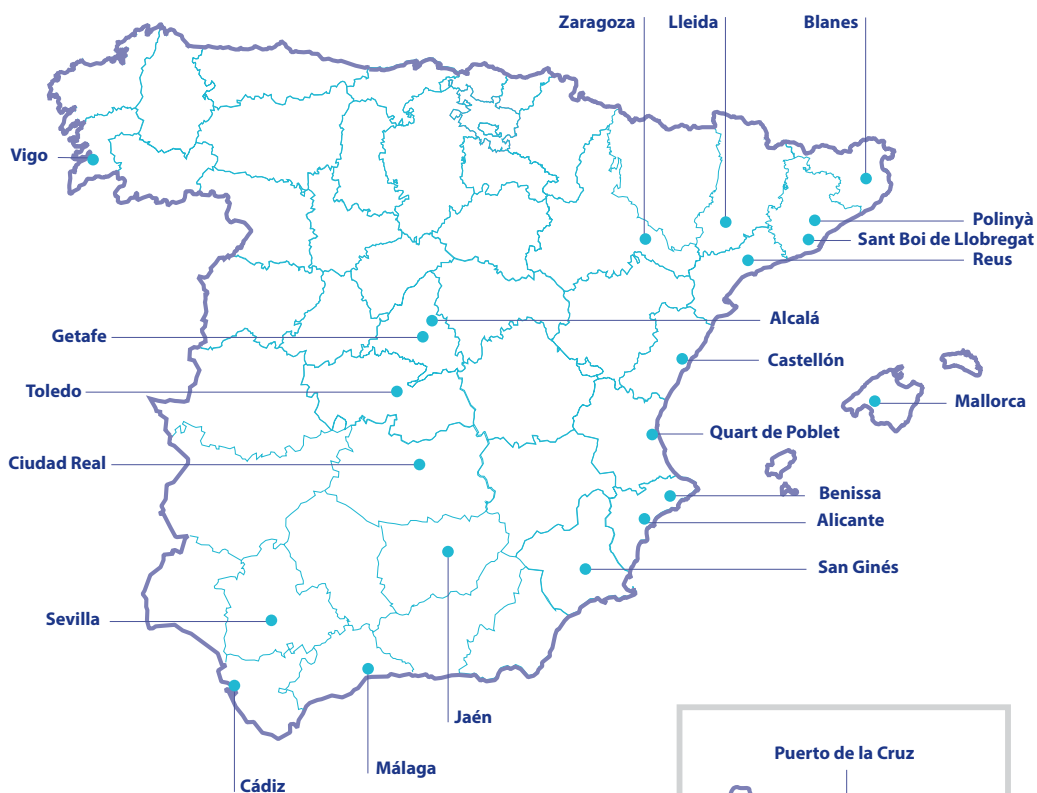 Zaragoza
Lleida
Blanes
Vigo
Polinyà
Sant Boi de Llobregat
Reus
Alcalá
Getafe
Castellón
Toledo
Mallorca
Quart de Poblet
Ciudad Real
Benissa
Alicante
San Ginés
Sevilla
Jaén
Puerto de la Cruz
Málaga
Cádiz